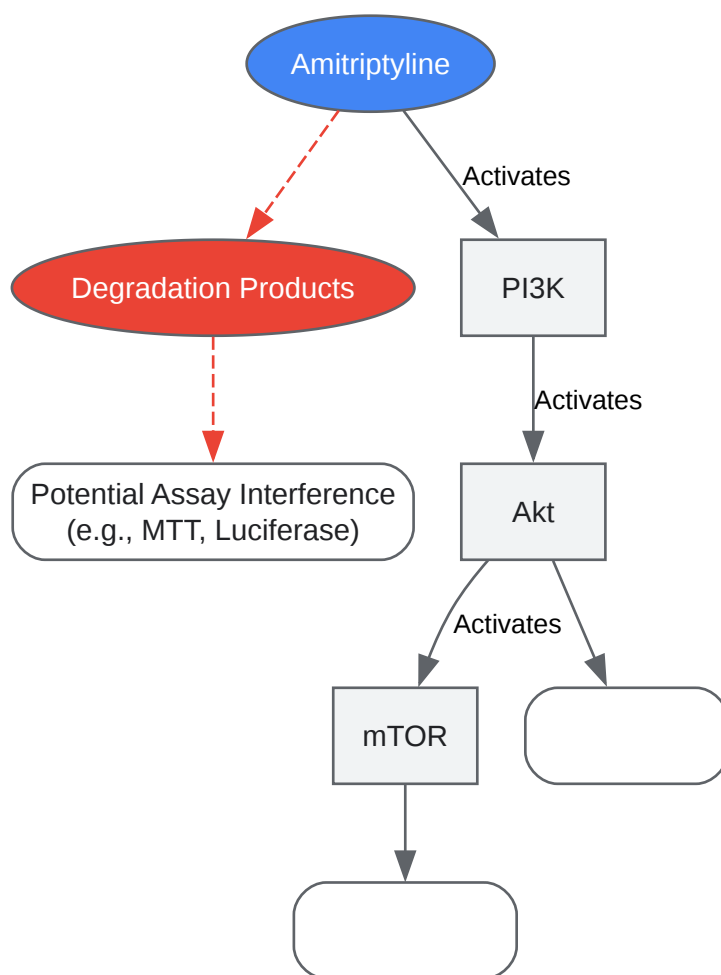 Amitriptyline
Activates
Degradation Products
PI3K
Activates
Potential Assay Interference
(e.g., MTT, Luciferase)
Akt
Activates
mTOR